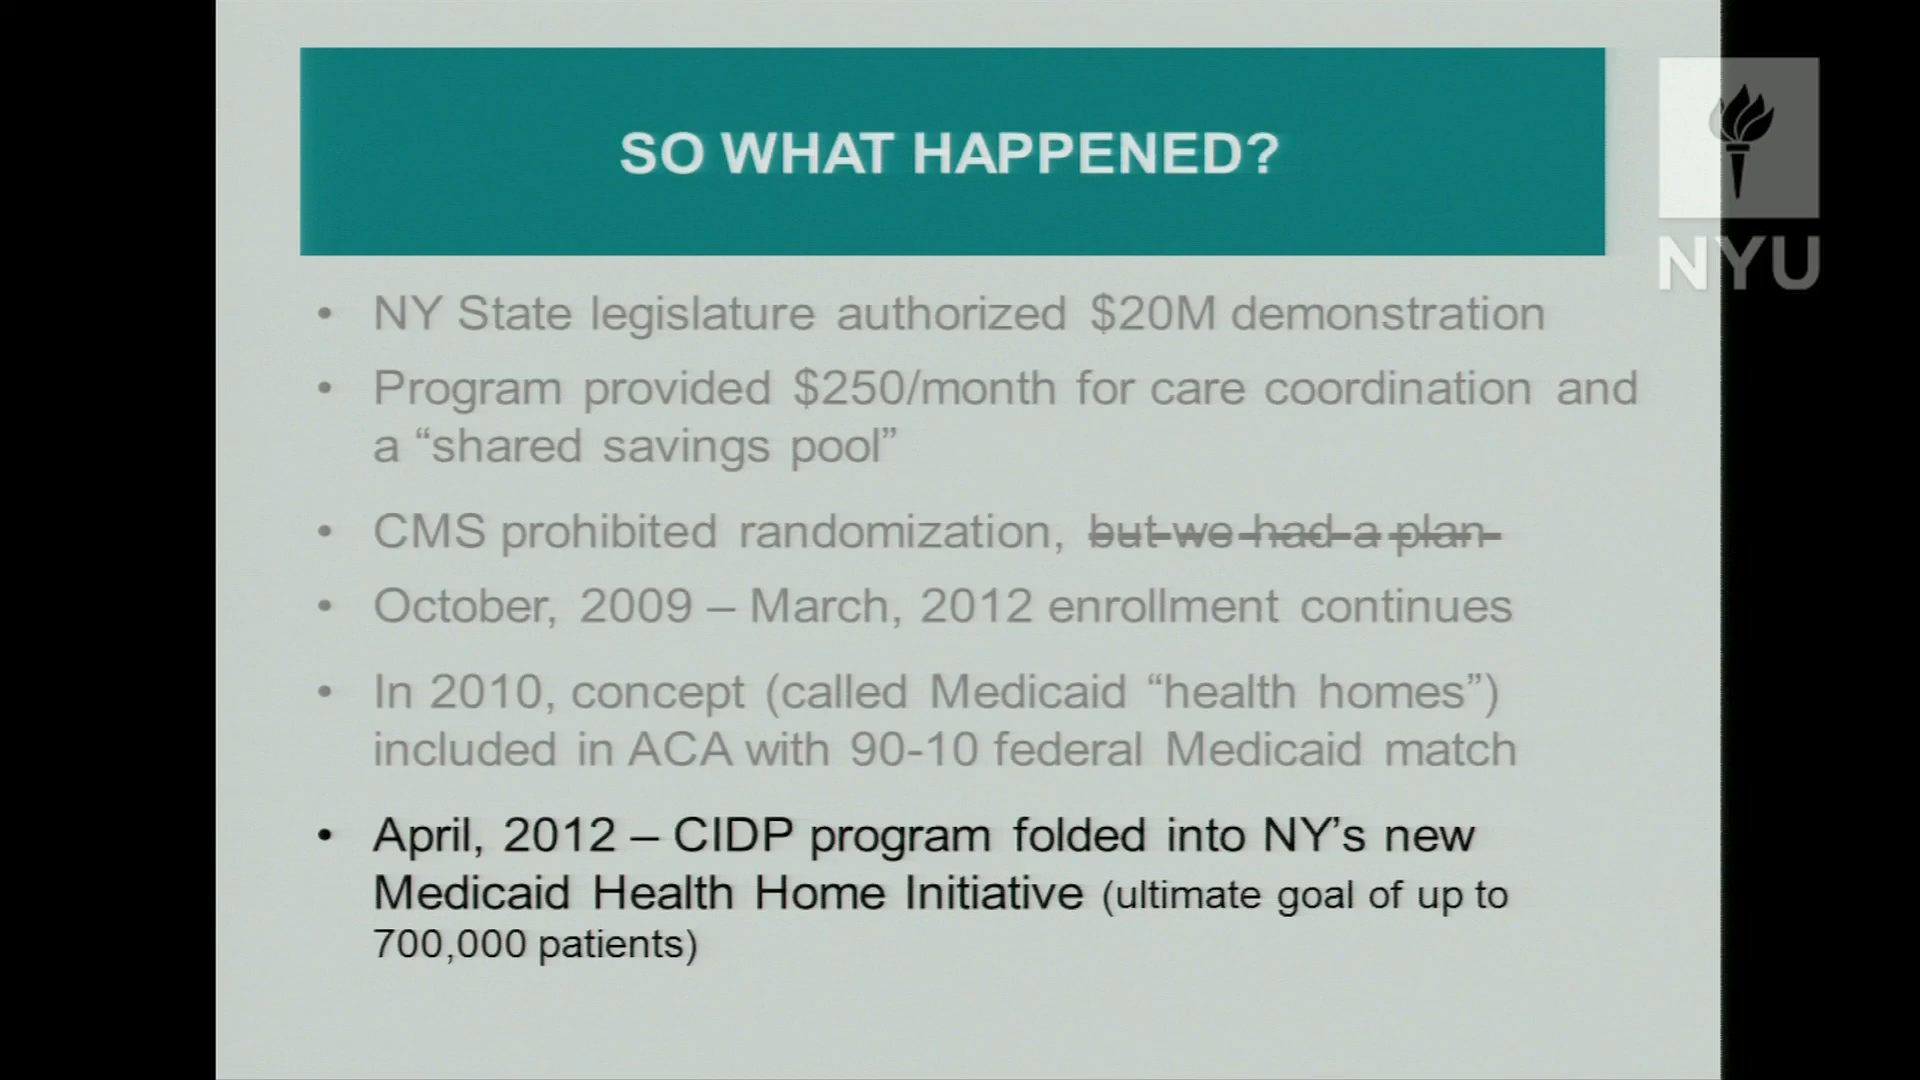 SO WHAT HAPPENED?
NYU
• NY State legislature authorized $20M demonstration
• Program provided $250/month for care coordination and
a “shared savings pool”
• CMS prohibited randomization, but we had a plan
• October, 2009 – March, 2012 enrollment continues
• In 2010, concept (called Medicaid “health homes”)
included in ACA with 90-10 federal Medicaid match
• April, 2012 – CIDP program folded into NY’s new
Medicaid Health Home Initiative (ultimate goal of up to
700,000 patients)